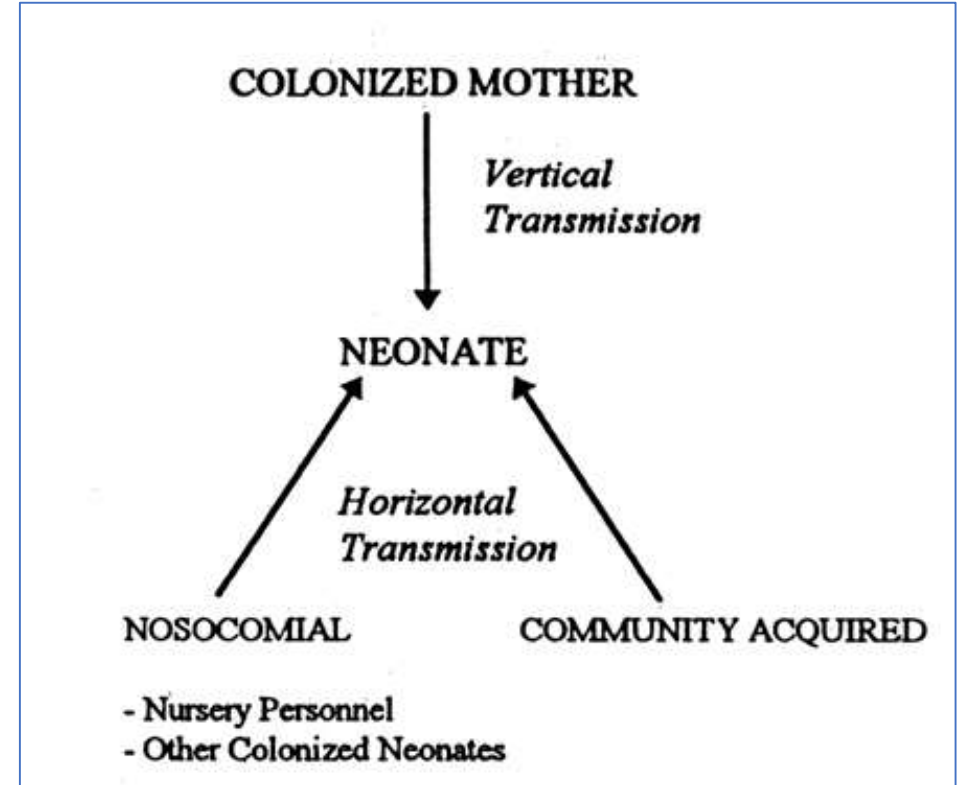 COLONIZED MOTHER
Vertical
Transmission
NEONATE
Horizontal
Transmission
NOSOCOMIAL
COMMUNITY ACQUIRED
- Nursery Personnel
- Other Colonized Neonates